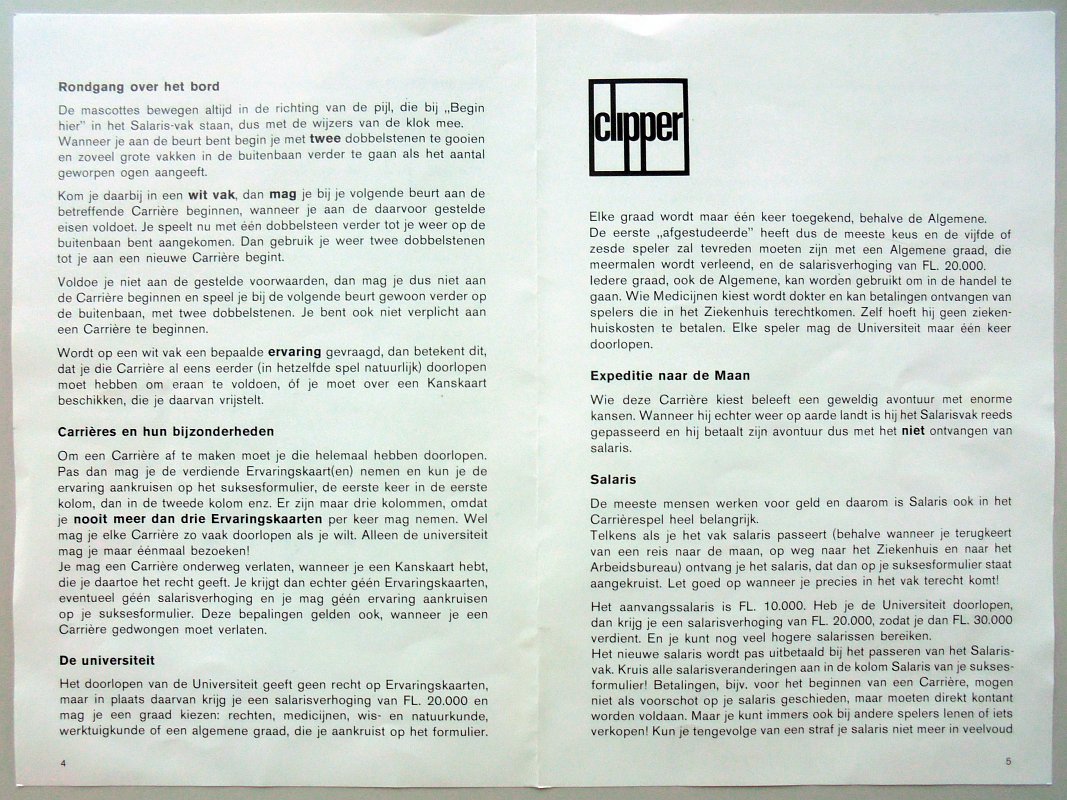 Rondgang over het bord
De mascottes bewegen altijd in de richting van de pijl, die bij „Begin
hier” in het Salaris-vak staan, dus met de wijzers van de klok mee.
Wanneer je aan de beurt bent begin je met twee dobbelstenen te gooien
en zoveel grote vakken in de buitenbaan verder te gaan als het aantal
geworpen ogen aangeeft.
Kom je daarbij in een wit vak, dan mag je bij je volgende beurt aan de
betreffende Carrière beginnen, wanneer je aan de daarvoor gestelde
eisen voldoet. Je speelt nu met één dobbelsteen verder tot je weer op de
buitenbaan bent aangekomen. Dan gebruik je weer twee dobbelstenen
tot je aan een nieuwe Carrière begint.
Voldoe je niet aan de gestelde voorwaarden, dan mag je dus niet aan
de Carrière beginnen en speel je bij de volgende beurt gewoon verder op
de buitenbaan, met twee dobbelstenen. Je bent ook niet verplicht aan
een Carrière te beginnen.
Wordt op een wit vak een bepaalde ervaring gevraagd, dan betekent dit,
dat je die Carrière al eens eerder (in hetzelfde spel natuurlijk) doorlopen
moet hebben om eraan te voldoen, óf je moet over een Kanskaart
beschikken, die je daarvan vrijstelt.
Carrières en hun bijzonderheden
Om een Carrière af te maken moet je die helemaal hebben doorlopen.
Pas dan mag je de verdiende Ervaringskaart(en) nemen en kun je de
ervaring aankruisen op het suksesformulier, de eerste keer in de eerste
kolom, dan in de tweede kolom enz. Er zijn maar drie kolommen, omdat
je nooit meer dan drie Ervaringskaarten per keer mag nemen. Wel
mag je elke Carrière zo vaak doorlopen als je wilt. Alleen de universiteit
mag je maar éénmaal bezoeken!
Je mag een Carrière onderweg verlaten, wanneer je een Kanskaart hebt,
die je daartoe het recht geeft. Je krijgt dan echter géén Ervaringskaarten,
eventueel géén salarisverhoging en je mag géén ervaring aankruisen
op je suksesformulier. Deze bepalingen gelden ook, wanneer je een
Carrière gedwongen moet verlaten.
De universiteit
Het doorlopen van de Universiteit geeft geen recht op Ervaringskaarten,
maar in plaats daarvan krijg je een salarisverhoging van FL. 20.000 en
mag je een graad kiezen: rechten, medicijnen, wis- en natuurkunde,
werktuigkunde of een algemene graad, die je aankruist op het formulier.
4
clipper
Elke graad wordt maar één keer toegekend, behalve de Algemene.
De eerste „afgestudeerde” heeft dus de meeste keus en de vijfde of
zesde speler zal tevreden moeten zijn met een Algemene graad, die
meermalen wordt verleend, en de salarisverhoging van FL. 20.000.
Iedere graad, ook de Algemene, kan worden gebruikt om in de handel te
gaan. Wie Medicijnen kiest wordt dokter en kan betalingen ontvangen van
spelers die in het Ziekenhuis terechtkomen. Zelf hoeft hij geen zieken-
huiskosten te betalen. Elke speler mag de Universiteit maar één keer
doorlopen.
Expeditie naar de Maan
Wie deze Carrière kiest beleeft een geweldig avontuur met enorme
kansen. Wanneer hij echter weer op aarde landt is hij het Salarisvak reeds
gepasseerd en hij betaalt zijn avontuur dus met het niet ontvangen van
salaris.
Salaris
De meeste mensen werken voor geld en daarom is Salaris ook in het
Carrièrespel heel belangrijk.
Telkens als je het vak salaris passeert (behalve wanneer je terugkeert
van een reis naar de maan, op weg naar het Ziekenhuis en naar het
Arbeidsbureau) ontvang je het salaris, dat dan op je suksesformulier staat
aangekruist. Let goed op wanneer je precies in het vak terecht komt!
Het aanvangssalaris is FL. 10.000. Heb je de Universiteit doorlopen,
dan krijg je een salarisverhoging van FL. 20.000, zodat je dan FL. 30.000
verdient. En je kunt nog veel hogere salarissen bereiken.
Het nieuwe salaris wordt pas uitbetaald bij het passeren van het Salaris-
vak. Kruis alle salarisveranderingen aan in de kolom Salaris van je sukses-
formulier! Betalingen, bijv. voor het beginnen van een Carrière, mogen
niet als voorschot op je salaris geschieden, maar moeten direkt kontant
worden voldaan. Maar je kunt immers ook bij andere spelers lenen of iets
verkopen! Kun je tengevolge van een straf je salaris niet meer in veelvoud
5